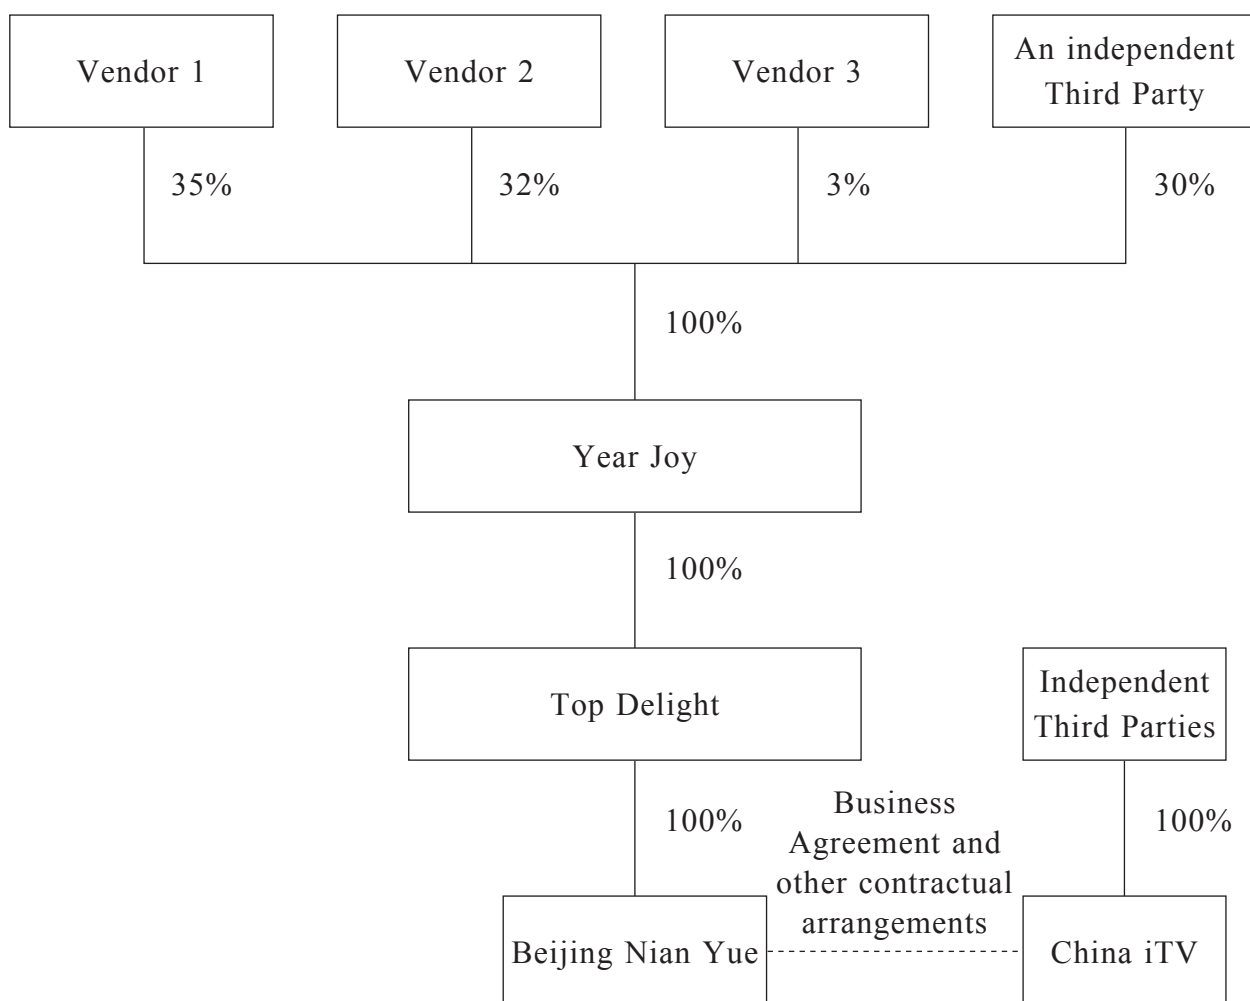 Vendor 1
Vendor 2
Vendor 3
An independent
Third Party
35%
32%
3%
30%
100%
Year Joy
100%
Top Delight
Independent
Third Parties
100%
Business
Agreement and
other contractual
arrangements
100%
Beijing Nian Yue
China iTV